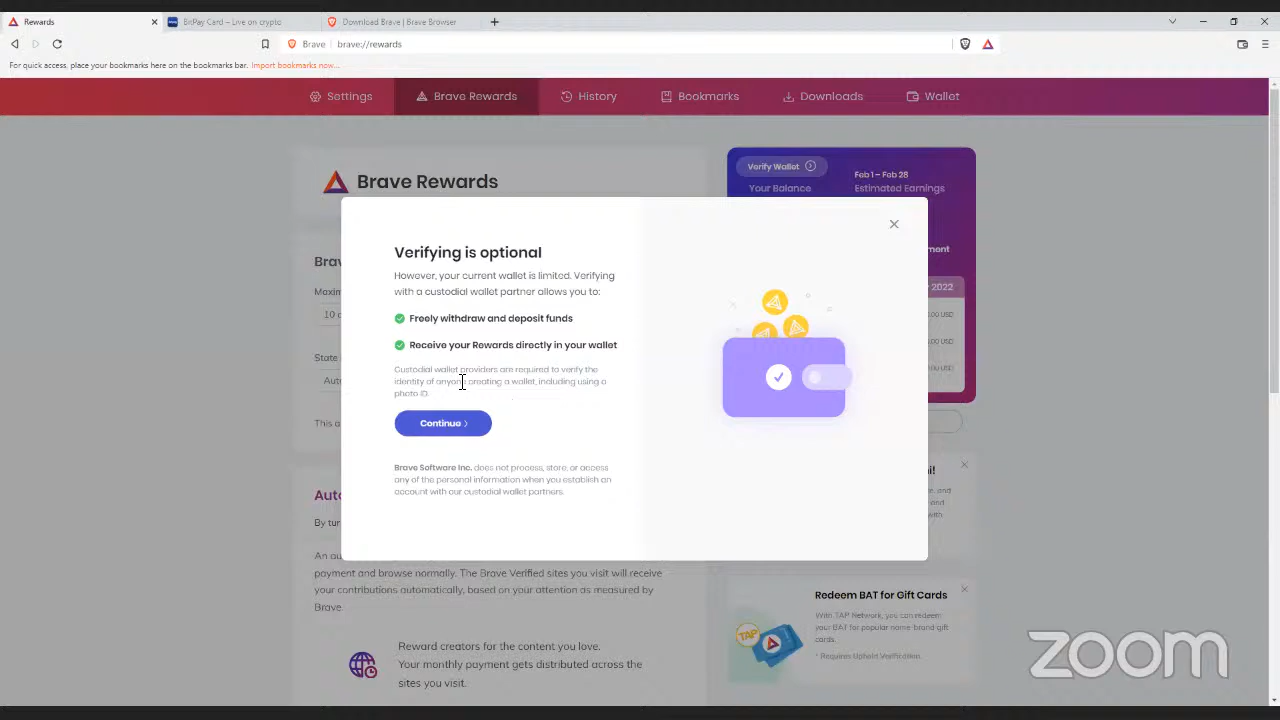 Rewards
BitPay Card – Live on crypto
Download Brave | Brave Browser
Brave
brave://rewards
For quick access, place your bookmarks here on the bookmarks bar. Import bookmarks now...
Settings
Brave Rewards
History
Bookmarks
Downloads
Wallet
Brave Rewards
Verify Wallet
Your Balance
Feb 1 – Feb 28
Estimated Earnings
2022
Verifying is optional
However, your current wallet is limited. Verifying
with a custodial wallet partner allows you to:
Freely withdraw and deposit funds
Receive your Rewards directly in your wallet
Custodial wallet providers are required to verify the
identity of anyone creating a wallet, including using a
photo ID.
Continue
Brave Software Inc. does not process, store, or access
any of the personal information when you establish an
account with our custodial wallet partners.
By tur
An au
payment and browse normally. The Brave Verified sites you visit will receive
your contributions automatically, based on your attention as measured by
Brave.
Reward creators for the content you love.
Your monthly payment gets distributed across the
sites you visit.
Redeem BAT for Gift Cards
With TAP Network, you can redeem
your BAT for popular name-brand gift
cards.
* Requires Uphold Verification.
TAP
zoom